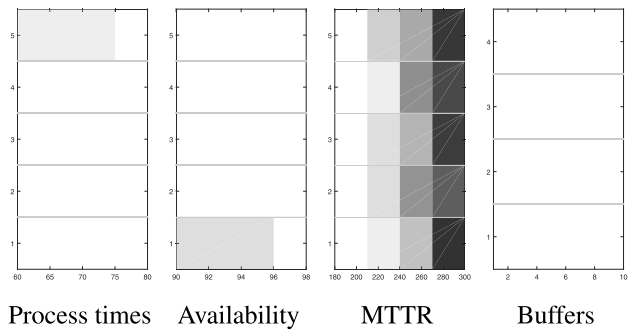 5 4 3 2 1
60 65 70 75 80
Process times
5 4 3 2 1
90 92 94 96 98
Availability
5 4 3 2 1
180 200 220 240 260 280 300
MTTR
4 3 2 1
2 4 6 8 10
Buffers